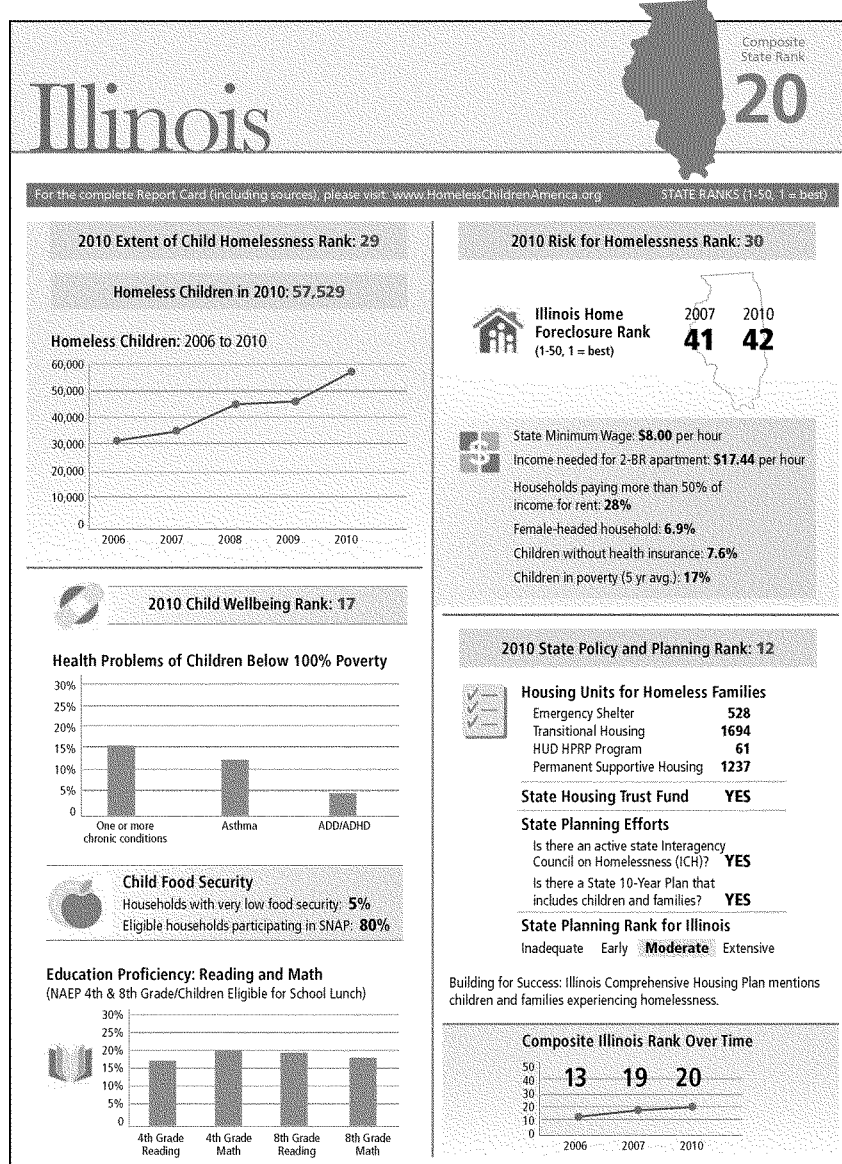 Illinois
Composite
State Rank
20
For the complete Report Card (including sources), please visit: www.HomelessChildrenAmerica.org
STATE RANKS (1-50, 1 = best)
2010 Extent of Child Homelessness Rank: 29
Homeless Children in 2010: 57,529
Homeless Children: 2006 to 2010
60,000
50,000
40,000
30,000
20,000
10,000
0
2006 2007 2008 2009 2010
2010 Child Wellbeing Rank: 17
Health Problems of Children Below 100% Poverty
30%
25%
20%
15%
10%
5%
0
One or more
chronic conditions
Asthma
ADD/ADHD
Child Food Security
Households with very low food security: 5%
Eligible households participating in SNAP: 80%
Education Proficiency: Reading and Math
(NAEP 4th & 8th Grade/Children Eligible for School Lunch)
30%
25%
20%
15%
10%
5%
0
4th Grade
Reading
4th Grade
Math
8th Grade
Reading
8th Grade
Math
2010 Risk for Homelessness Rank: 30
Illinois Home
Foreclosure Rank
(1-50, 1 = best)
2007 2010
41 42
$
State Minimum Wage: $8.00 per hour
Income needed for 2-BR apartment: $17.44 per hour
Households paying more than 50% of
income for rent: 28%
Female-headed household: 6.9%
Children without health insurance: 7.6%
Children in poverty (5 yr avg.): 17%
2010 State Policy and Planning Rank: 12
Housing Units for Homeless Families
Emergency Shelter 528
Transitional Housing 1694
HUD HPRP Program 61
Permanent Supportive Housing 1237
State Housing Trust Fund YES
State Planning Efforts
Is there an active state Interagency
Council on Homelessness (ICH)? YES
Is there a State 10-Year Plan that
includes children and families? YES
State Planning Rank for Illinois
Inadequate Early Moderate Extensive
Building for Success: Illinois Comprehensive Housing Plan mentions
children and families experiencing homelessness.
Composite Illinois Rank Over Time
50
40
30
20
10
0
13 19 20
2006 2007 2010